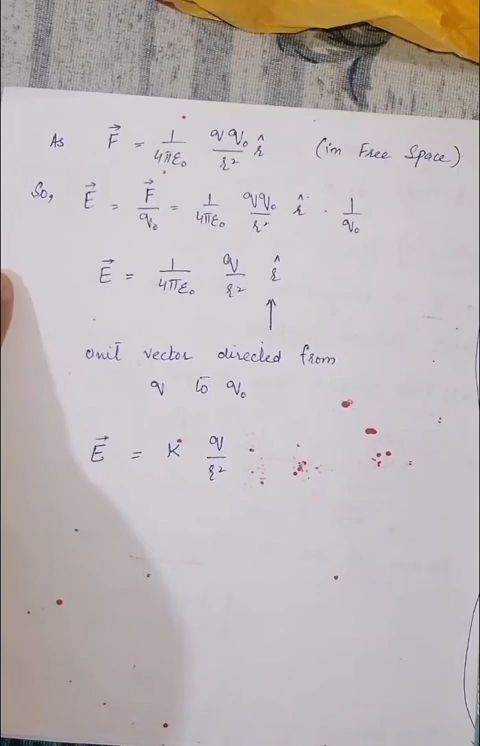 As F⃗ = 1/4πε₀ qq₀/r² r̂ (in Free Space)
So, E⃗ = F⃗/q₀ = 1/4πε₀ qq₀/r² r̂ · 1/q₀
E⃗ = 1/4πε₀ q/r² r̂
↑
unit vector directed from
q to q₀
E⃗ = K q/r²